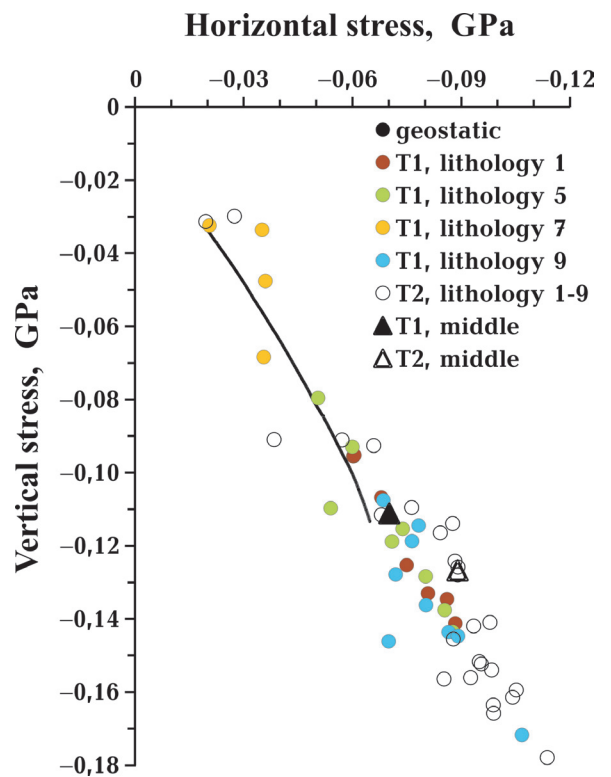 Horizontal stress, GPa
0 −0,03 −0,06 −0,09 −0,12
0
geostatic
T1, lithology 1
−0,02
T1, lithology 5
T1, lithology 7
−0,04
T1, lithology 9
T2, lithology 1-9
−0,06
T1, middle
T2, middle
−0,08
−0,10
−0,12
−0,14
−0,16
−0,18
Vertical stress, GPa